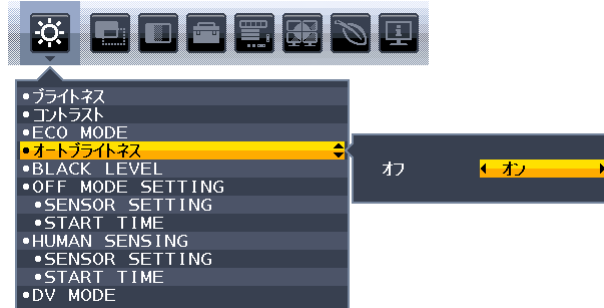 •ブライトネス
•コントラスト
•ECO MODE
•オートブライトネス
オフ オン
•BLACK LEVEL
•OFF MODE SETTING
•SENSOR SETTING
•START TIME
•HUMAN SENSING
•SENSOR SETTING
•START TIME
•DV MODE